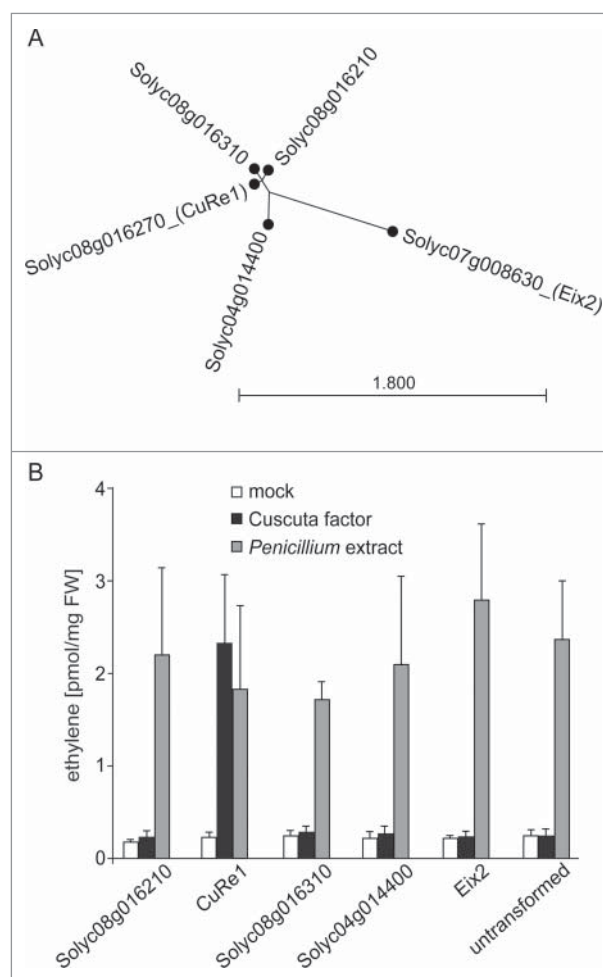 A
Solyc08g016310
Solyc08g016210
Solyc08g016270_(CuRe1)
Solyc04g014400
Solyc07g008630_(Eix2)
1.800
B
4
3
2
1
0
ethylene [pmol/mg FW]
mock
Cuscuta factor
Penicillium extract
Solyc08g016210
CuRe1
Solyc08g016310
Solyc04g014400
Eix2
untransformed